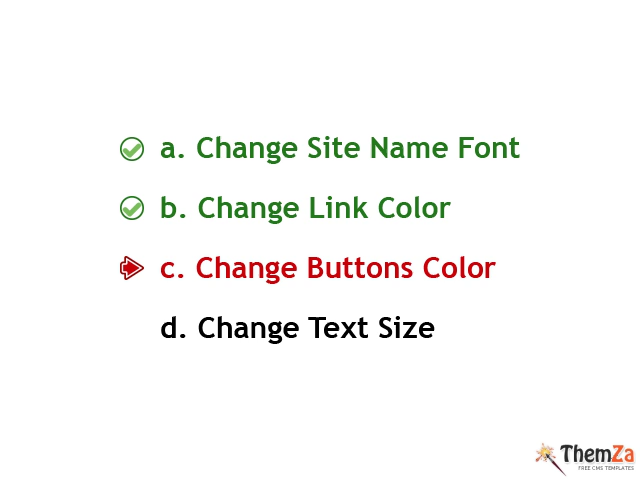 a. Change Site Name Font
b. Change Link Color
c. Change Buttons Color
d. Change Text Size
ThemZa
FREE CMS TEMPLATES